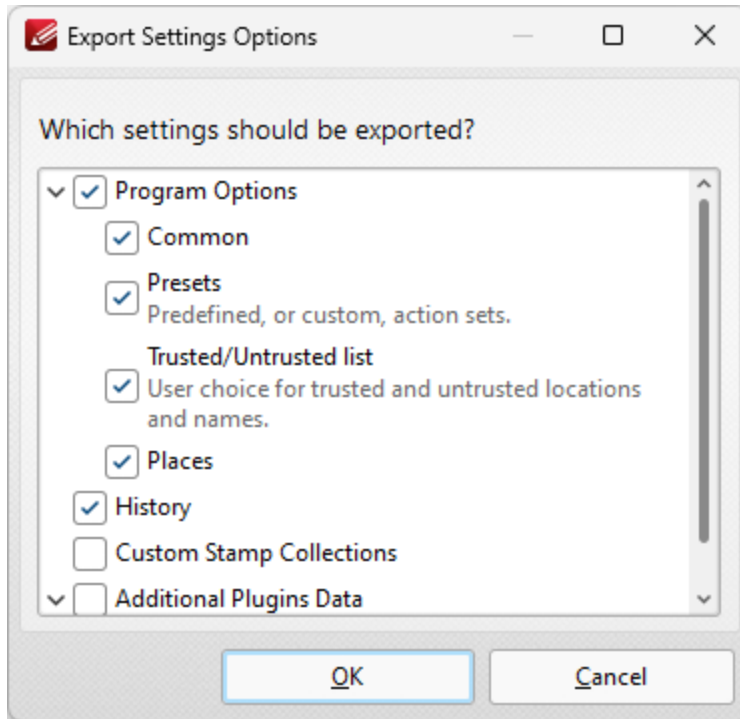 Export Settings Options
Which settings should be exported?
Program Options
Common
Presets
Predefined, or custom, action sets.
Trusted/Untrusted list
User choice for trusted and untrusted locations
and names.
Places
History
Custom Stamp Collections
Additional Plugins Data
OK
Cancel